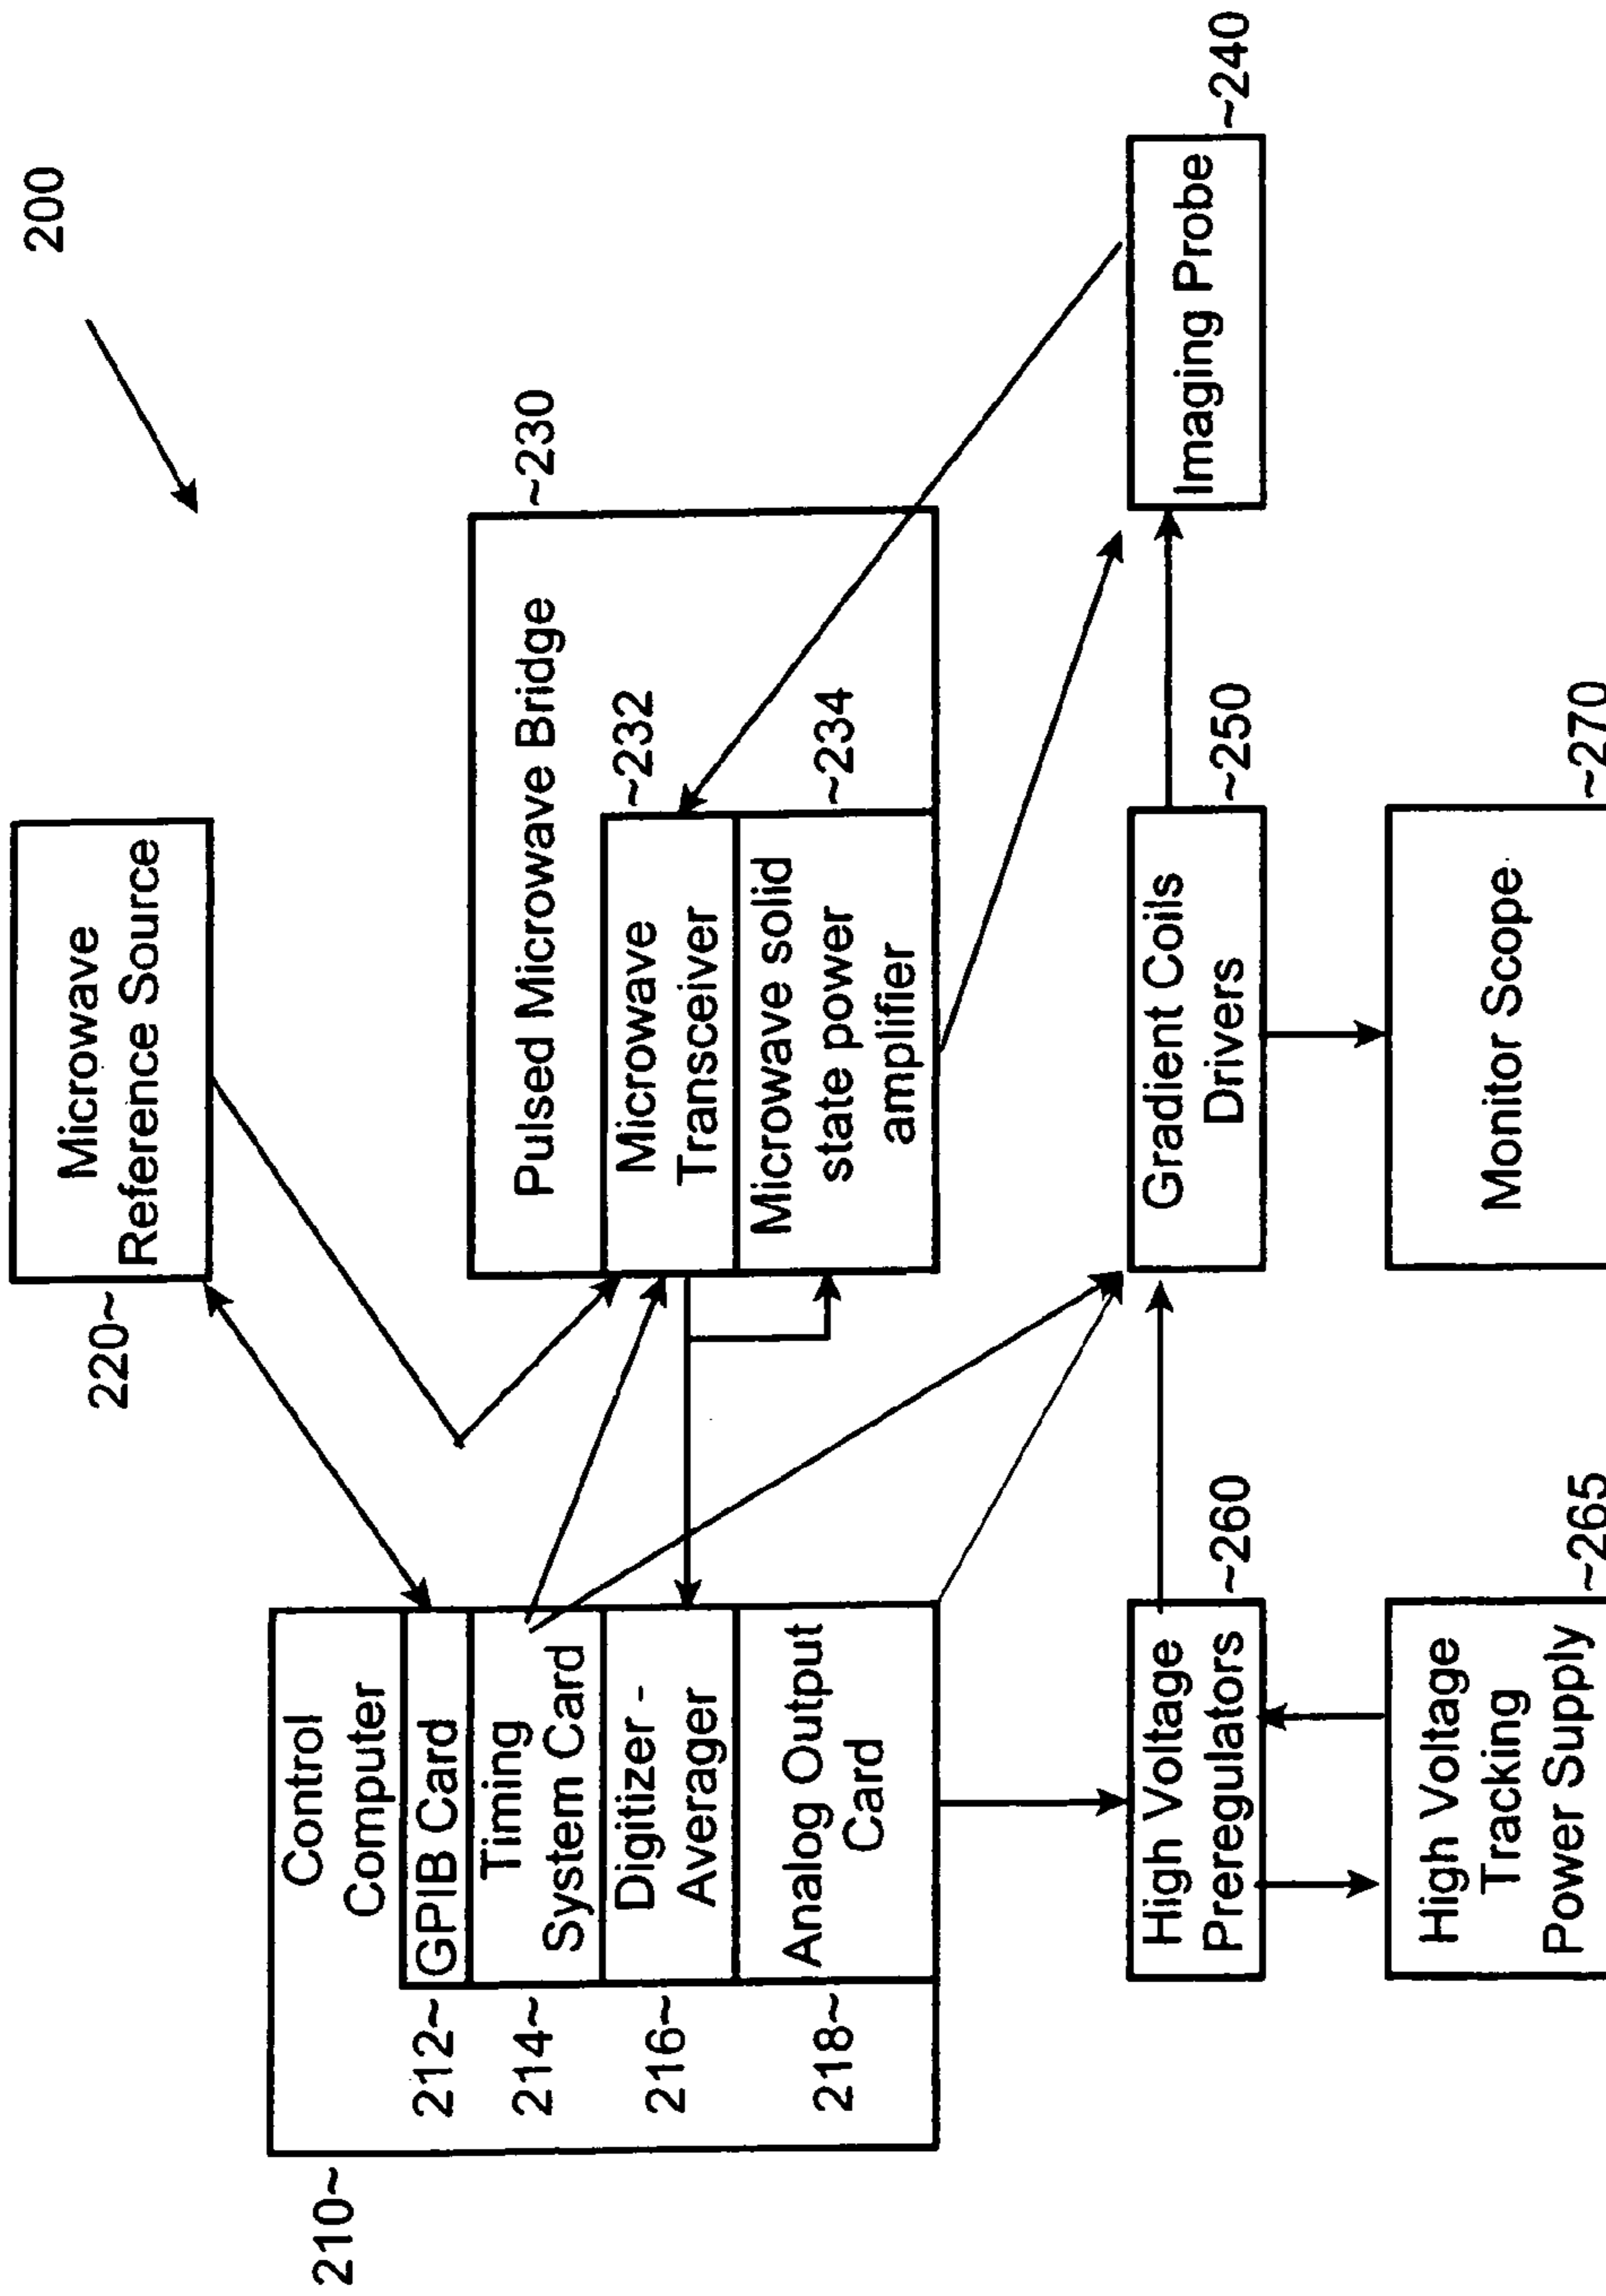 200
Microwave
Reference Source
220~
210~
Control
Computer
212~
GPIB Card
214~
Timing
System Card
216~
Digitizer -
Averager
218~
Analog Output
Card
Pulsed Microwave Bridge
~230
Microwave
Transceiver
~232
Microwave solid
state power
amplifier
~234
High Voltage
Preregulators
~260
Gradient Coils
Drivers
~250
Imaging Probe
~240
High Voltage
Tracking
Power Supply
~265
Monitor Scope
~270